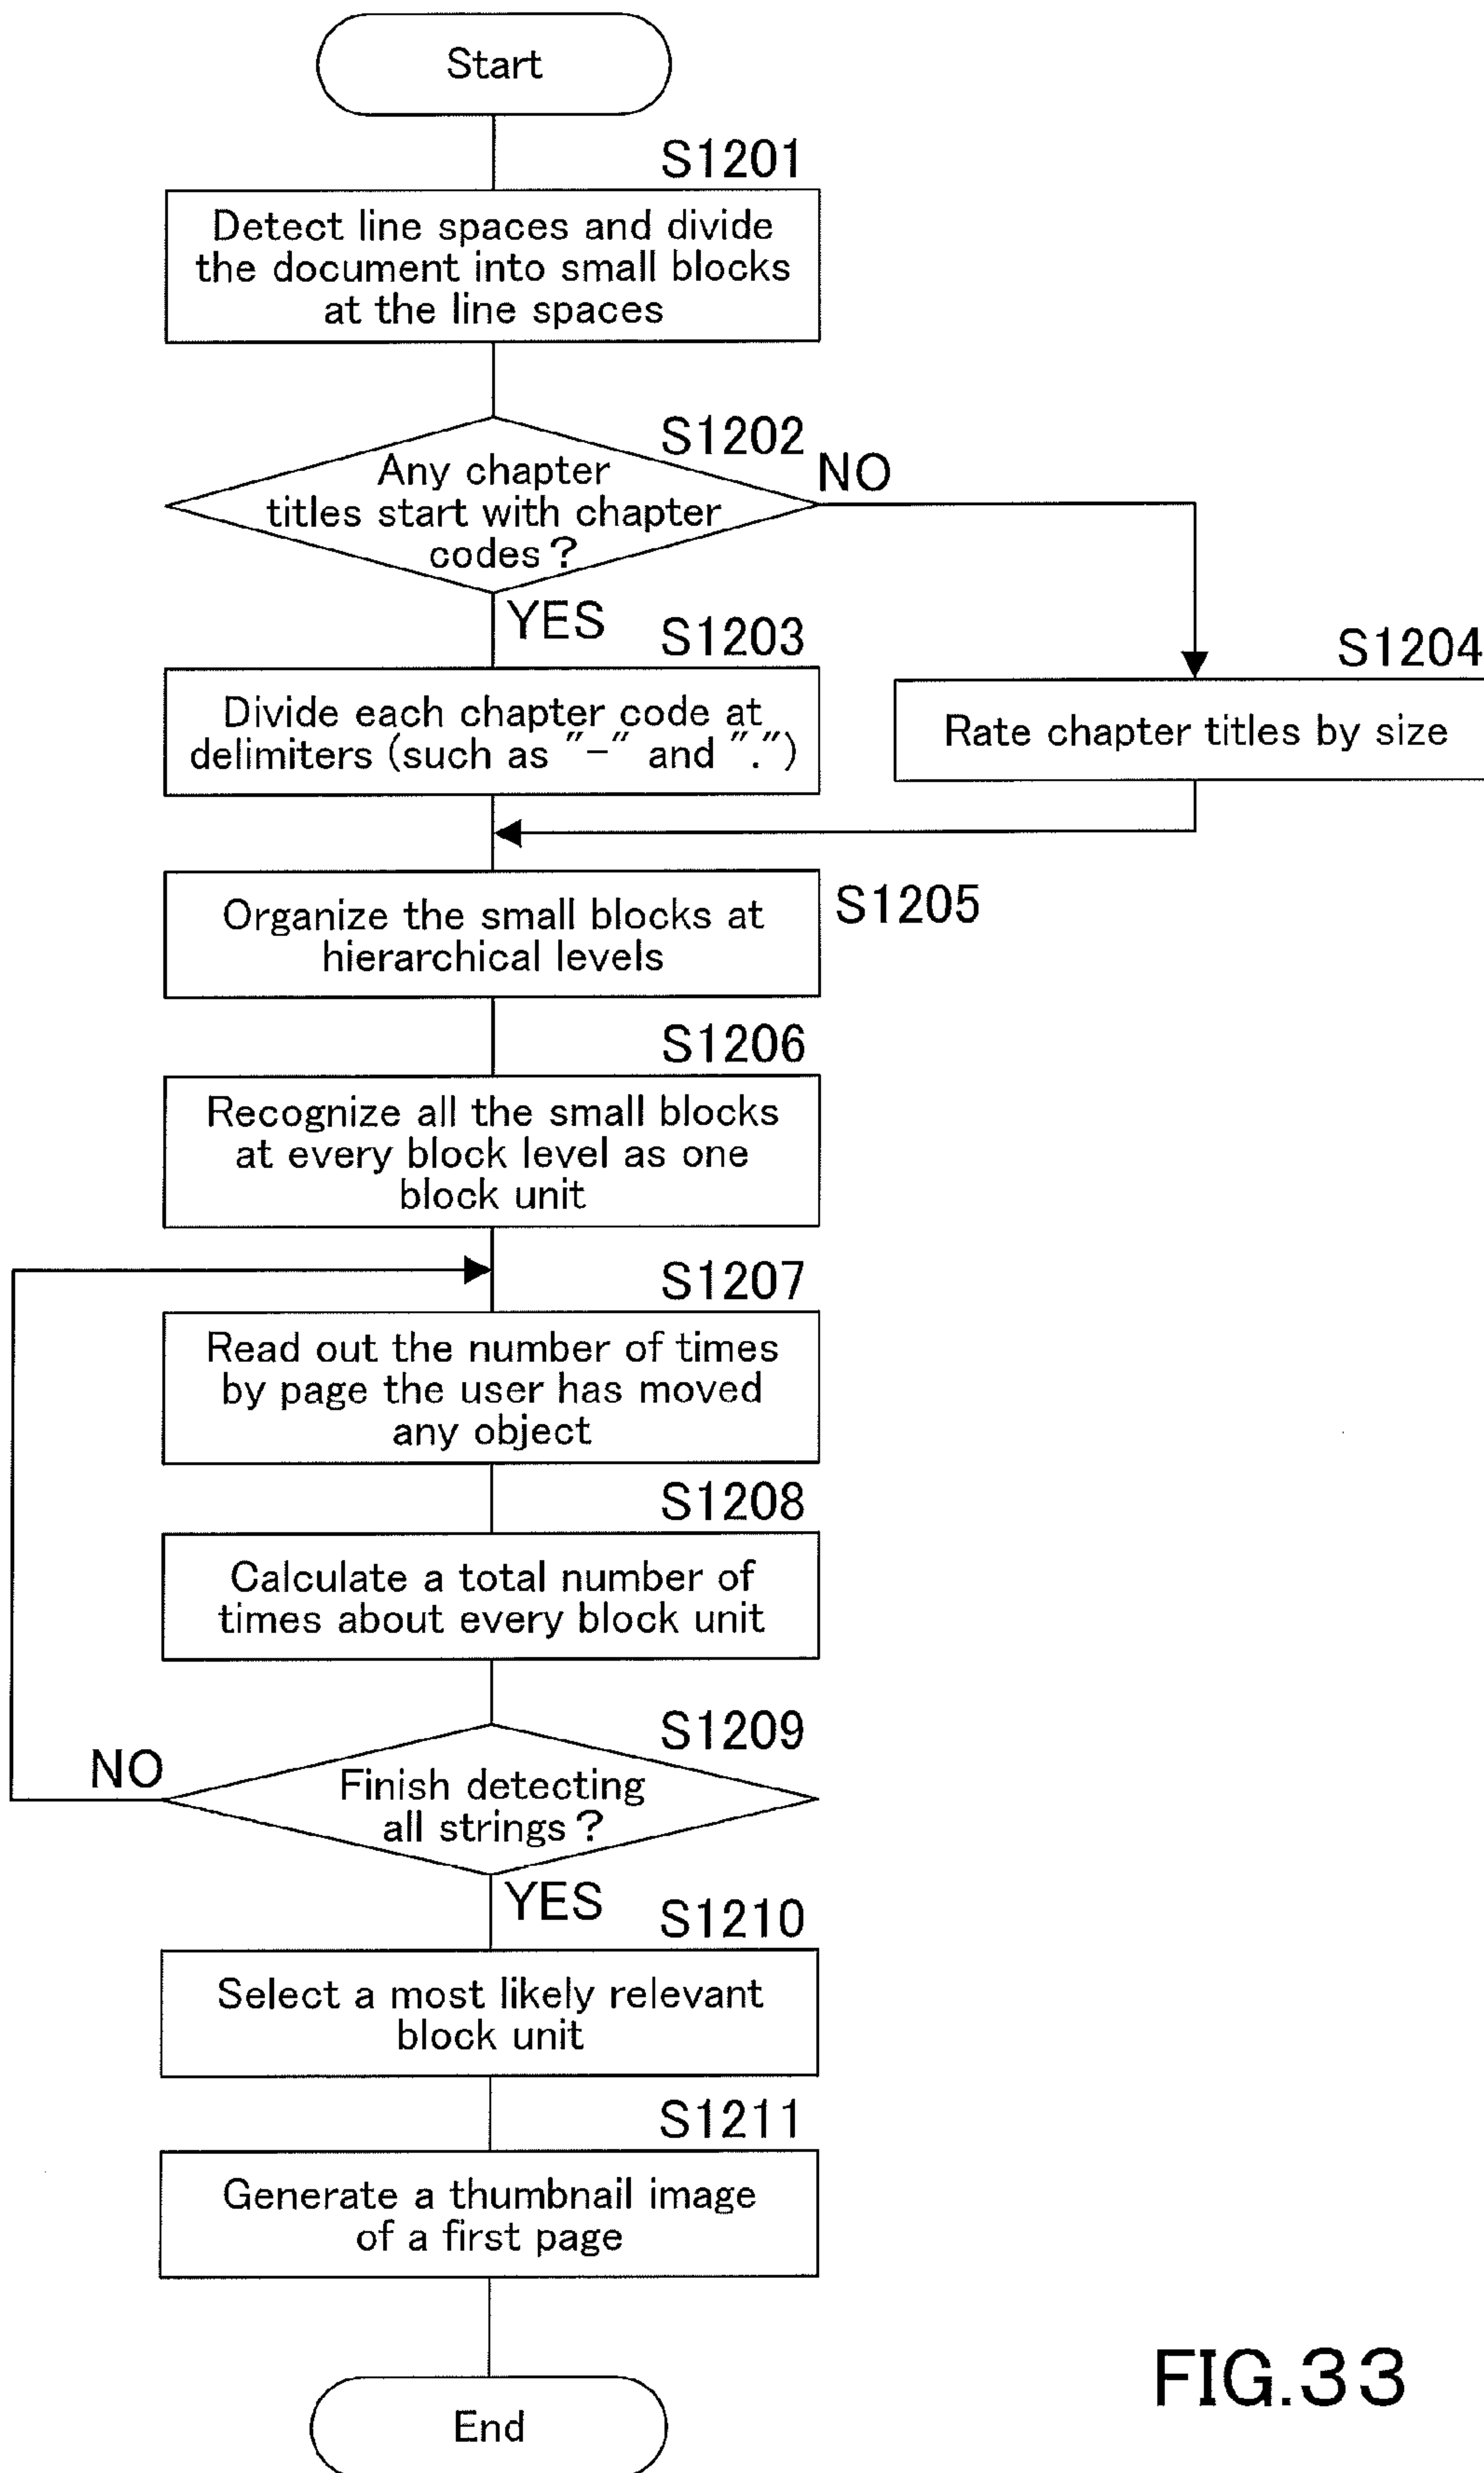 Start
S1201
Detect line spaces and divide
the document into small blocks
at the line spaces
S1202
Any chapter
titles start with chapter
codes?
NO
YES
S1203
Divide each chapter code at
delimiters (such as "-" and ".")
S1204
Rate chapter titles by size
Organize the small blocks at
hierarchical levels
S1205
S1206
Recognize all the small blocks
at every block level as one
block unit
S1207
Read out the number of times
by page the user has moved
any object
S1208
Calculate a total number of
times about every block unit
S1209
Finish detecting
all strings?
NO
YES
S1210
Select a most likely relevant
block unit
S1211
Generate a thumbnail image
of a first page
End
FIG.33